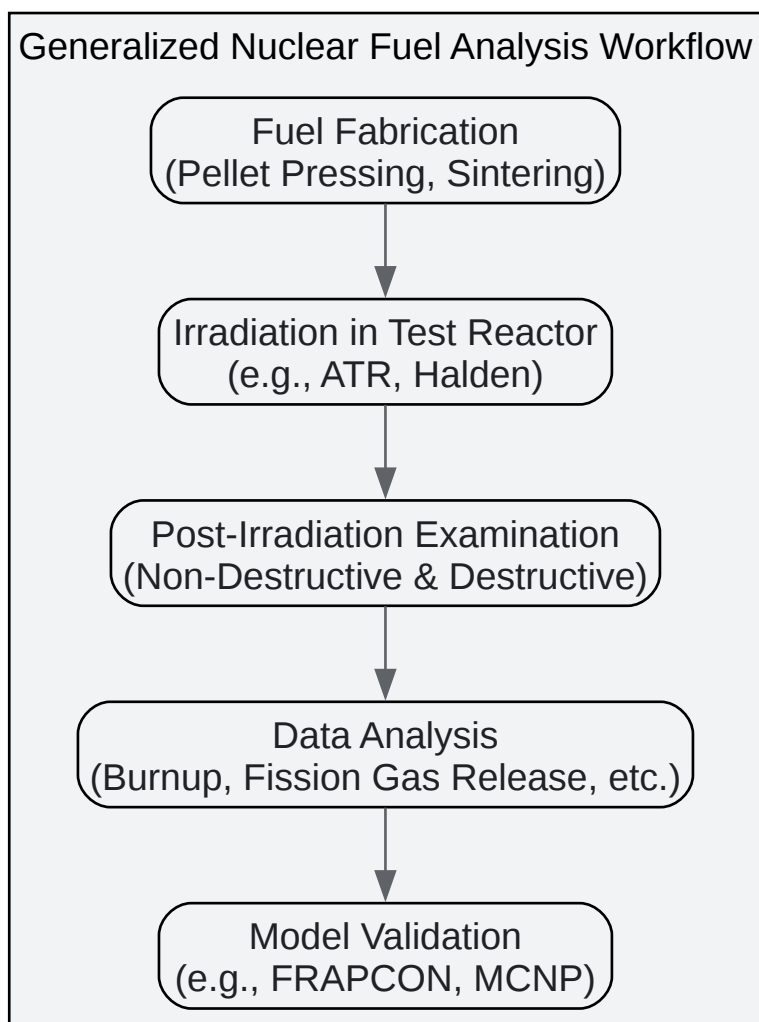 Generalized Nuclear Fuel Analysis Workflow
Fuel Fabrication
(Pellet Pressing, Sintering)
Irradiation in Test Reactor
(e.g., ATR, Halden)
Post-Irradiation Examination
(Non-Destructive & Destructive)
Data Analysis
(Burnup, Fission Gas Release, etc.)
Model Validation
(e.g., FRAPCON, MCNP)